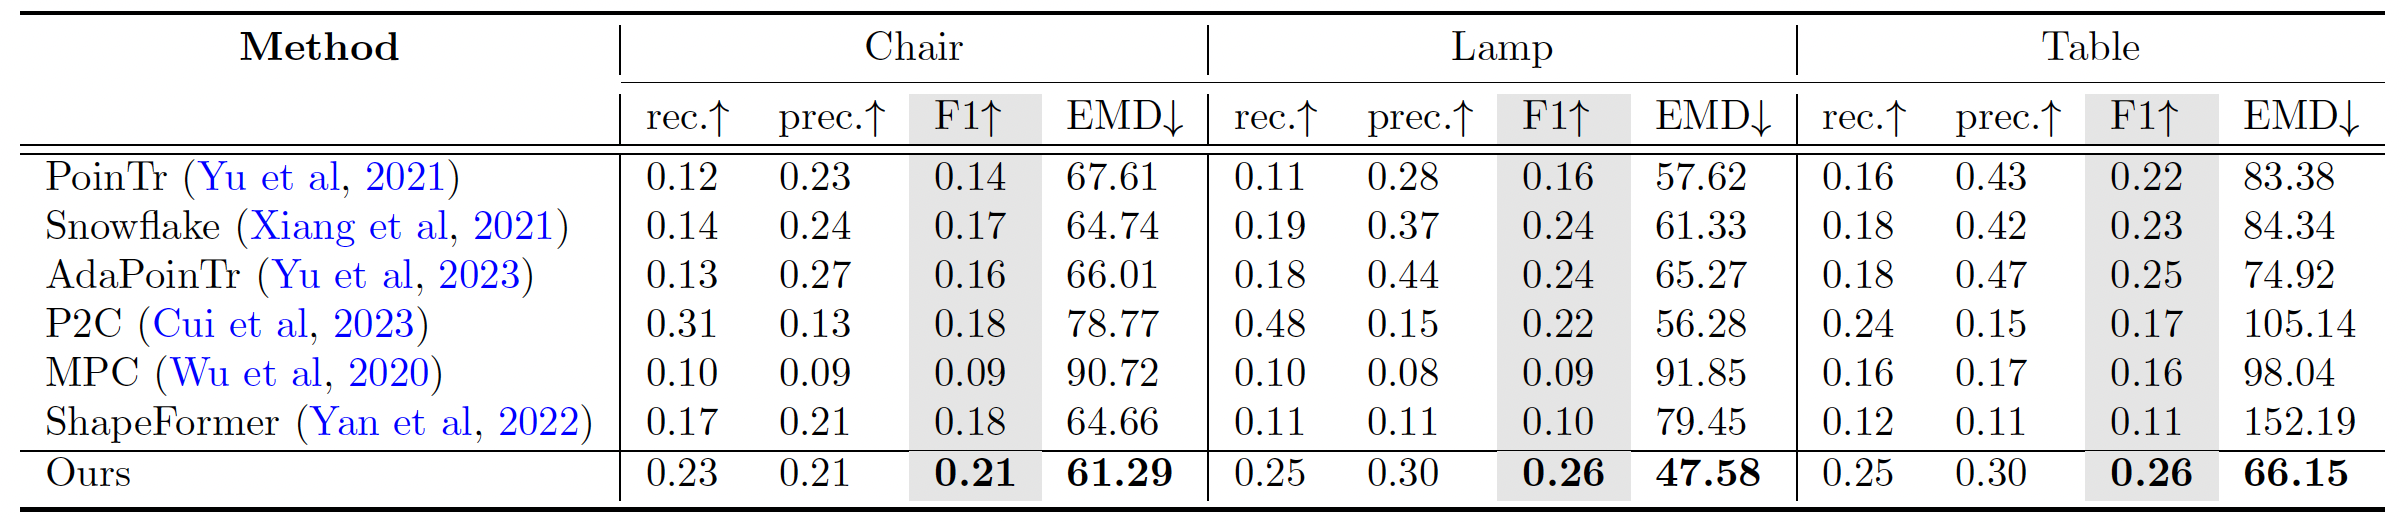 Method Chair Lamp Table
rec.↑ prec.↑ F1↑ EMD↓ rec.↑ prec.↑ F1↑ EMD↓ rec.↑ prec.↑ F1↑ EMD↓
PoinTr (Yu et al, 2021) 0.12 0.23 0.14 67.61 0.11 0.28 0.16 57.62 0.16 0.43 0.22 83.38
Snowflake (Xiang et al, 2021) 0.14 0.24 0.17 64.74 0.19 0.37 0.24 61.33 0.18 0.42 0.23 84.34
AdaPoinTr (Yu et al, 2023) 0.13 0.27 0.16 66.01 0.18 0.44 0.24 65.27 0.18 0.47 0.25 74.92
P2C (Cui et al, 2023) 0.31 0.13 0.18 78.77 0.48 0.15 0.22 56.28 0.24 0.15 0.17 105.14
MPC (Wu et al, 2020) 0.10 0.09 0.09 90.72 0.10 0.08 0.09 91.85 0.16 0.17 0.16 98.04
ShapeFormer (Yan et al, 2022) 0.17 0.21 0.18 64.66 0.11 0.11 0.10 79.45 0.12 0.11 0.11 152.19
Ours 0.23 0.21 0.21 61.29 0.25 0.30 0.26 47.58 0.25 0.30 0.26 66.15